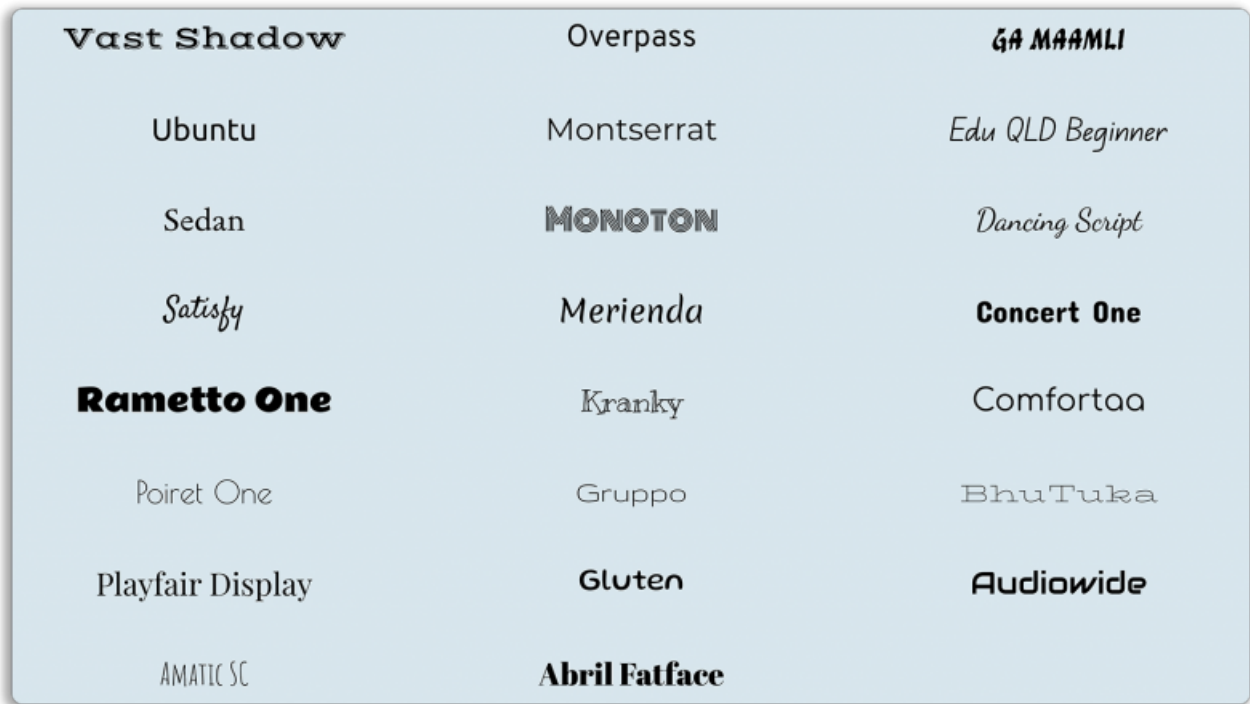 Vast Shadow
Overpass
GA MAAMLI
Ubuntu
Montserrat
Edu QLD Beginner
Sedan
MONOTON
Dancing Script
Satisfy
Merienda
Concert One
Rametto One
Kranky
Comfortaa
Poiret One
Gruppo
BhuTuka
Playfair Display
Gluten
Audiowide
AMATIC SC
Abril Fatface